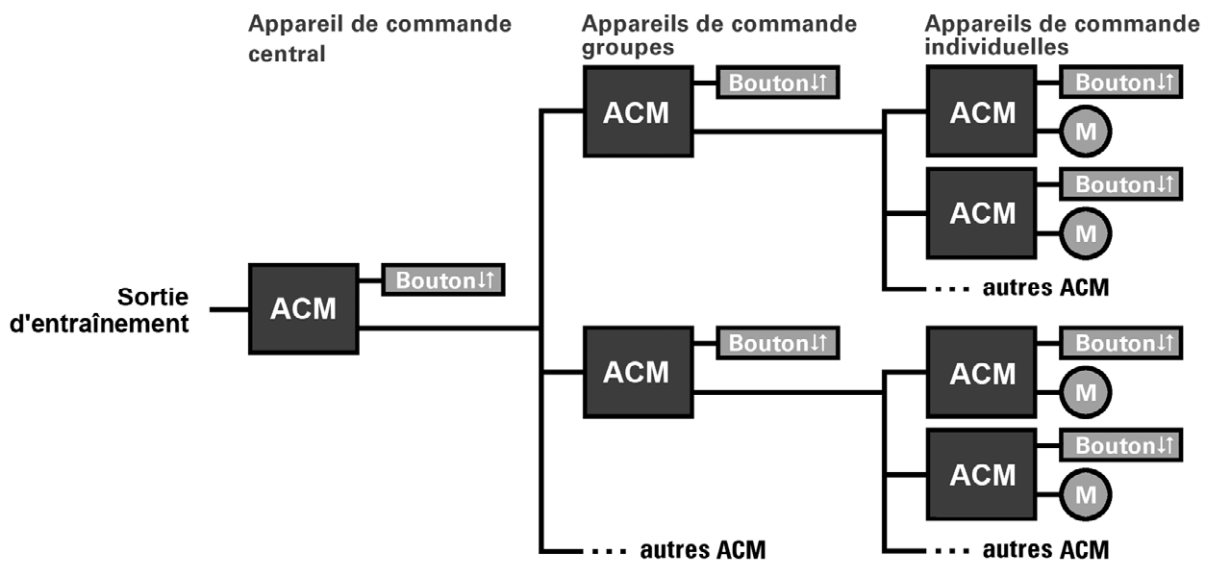 Appareil de commande
central
Appareils de commande
groupes
Appareils de commande
individuelles
ACM
Bouton↓↑
ACM
Bouton↓↑
M
ACM
Bouton↓↑
M
... autres ACM
Sortie
d'entraînement
ACM
Bouton↓↑
ACM
Bouton↓↑
ACM
Bouton↓↑
M
ACM
Bouton↓↑
M
... autres ACM
... autres ACM